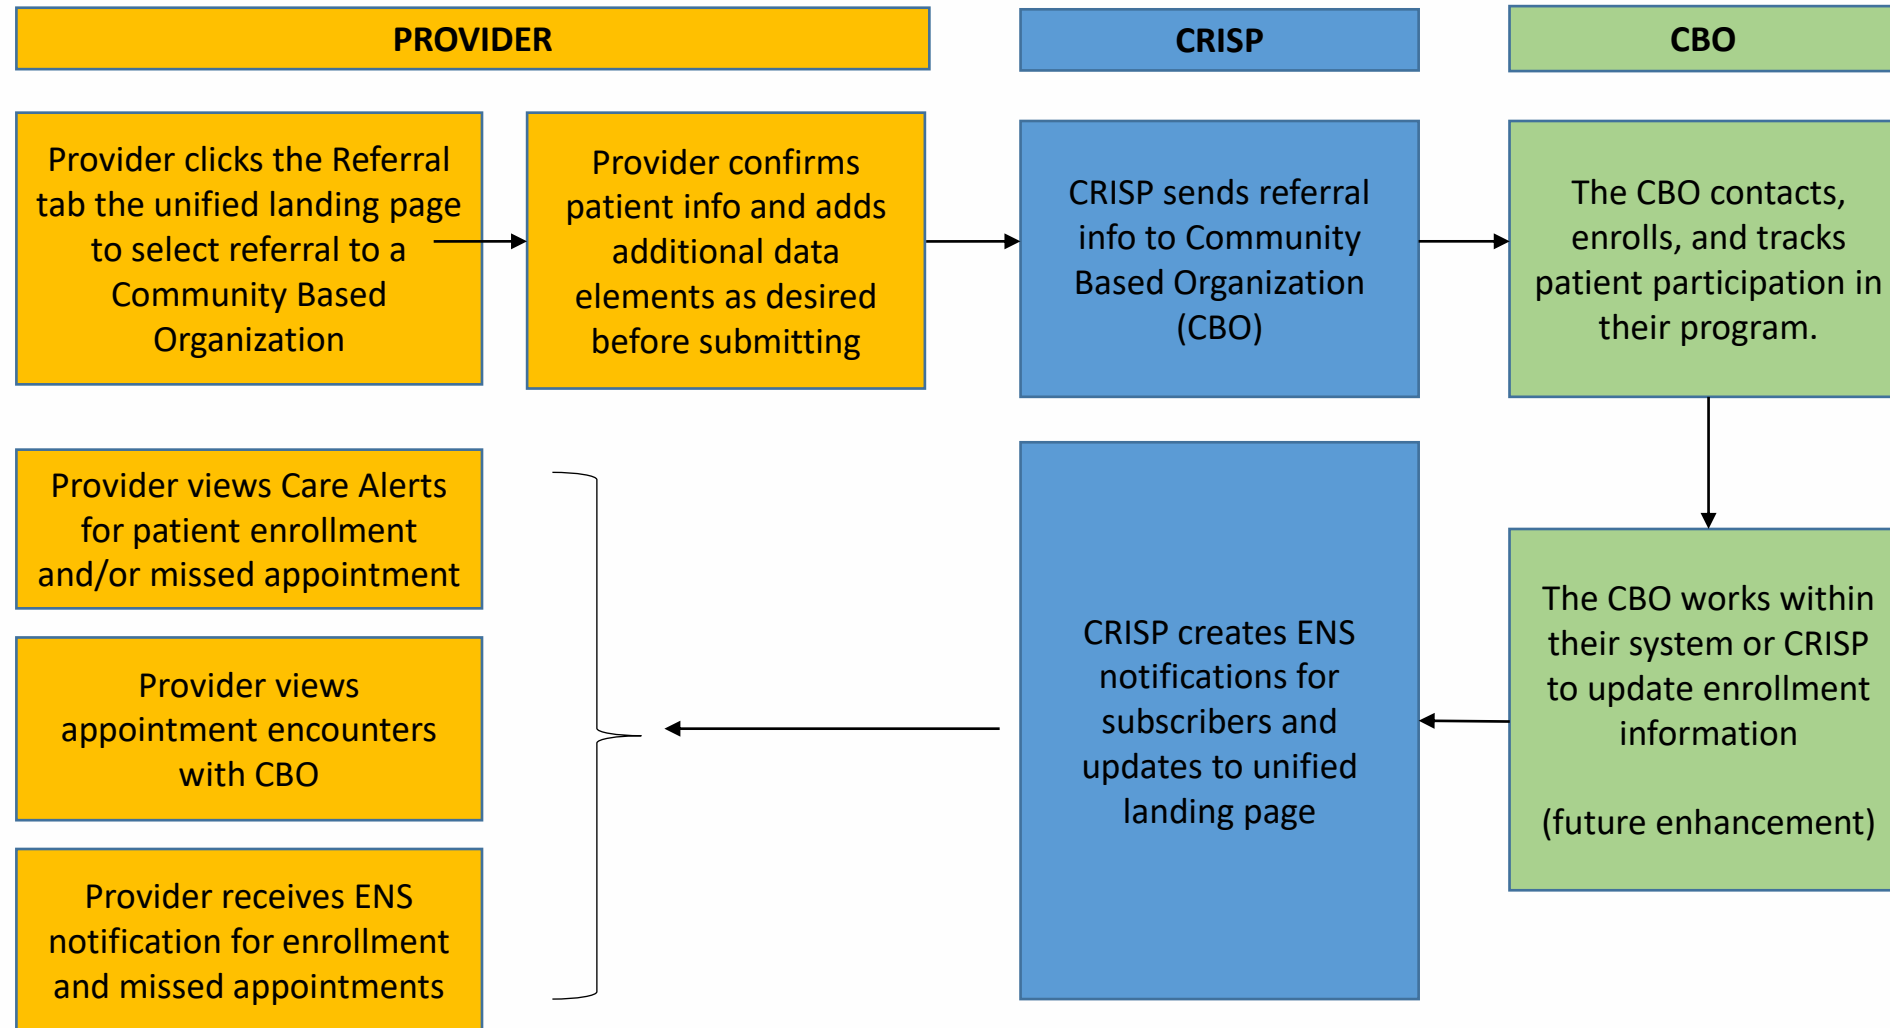 PROVIDER
CRISP
CBO
Provider clicks the Referral
tab the unified landing page
to select referral to a
Community Based
Organization
Provider confirms
patient info and adds
additional data
elements as desired
before submitting
CRISP sends referral
info to Community
Based Organization
(CBO)
The CBO contacts,
enrolls, and tracks
patient participation in
their program.
Provider views Care Alerts
for patient enrollment
and/or missed appointment
Provider views
appointment encounters
with CBO
Provider receives ENS
notification for enrollment
and missed appointments
CRISP creates ENS
notifications for
subscribers and
updates to unified
landing page
The CBO works within
their system or CRISP
to update enrollment
information
(future enhancement)